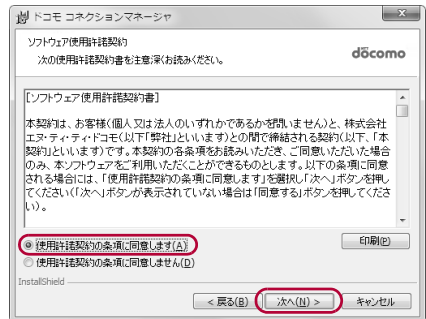 ドコモ コネクションマネージャ
ソフトウェア使用許諾契約
次の使用許諾契約書を注意深くお読みください。
döcomo
[ソフトウェア使用許諾契約書]
本契約は、お客様(個人又は法人のいずれかであるかを問いません)と、株式会社
エヌ・ティ・ティ・ドコモ(以下「弊社」といいます)との間で締結される契約(以下、「本
契約」といいます)です。本契約の各条項をお読みいただき、ご同意いただいた場合
のみ、本ソフトウェアをご利用いただくことができるものとします。以下の条項に同意
される場合には、「使用許諾契約の条項に同意します」を選択し「次へ」ボタンを押し
てください(「次へ」ボタンが表示されていない場合は「同意する」ボタンを押してくださ
い)。
使用許諾契約の条項に同意します(A)
印刷(P)
使用許諾契約の条項に同意しません(D)
InstallShield
< 戻る(B)
次へ(N) >
キャンセル